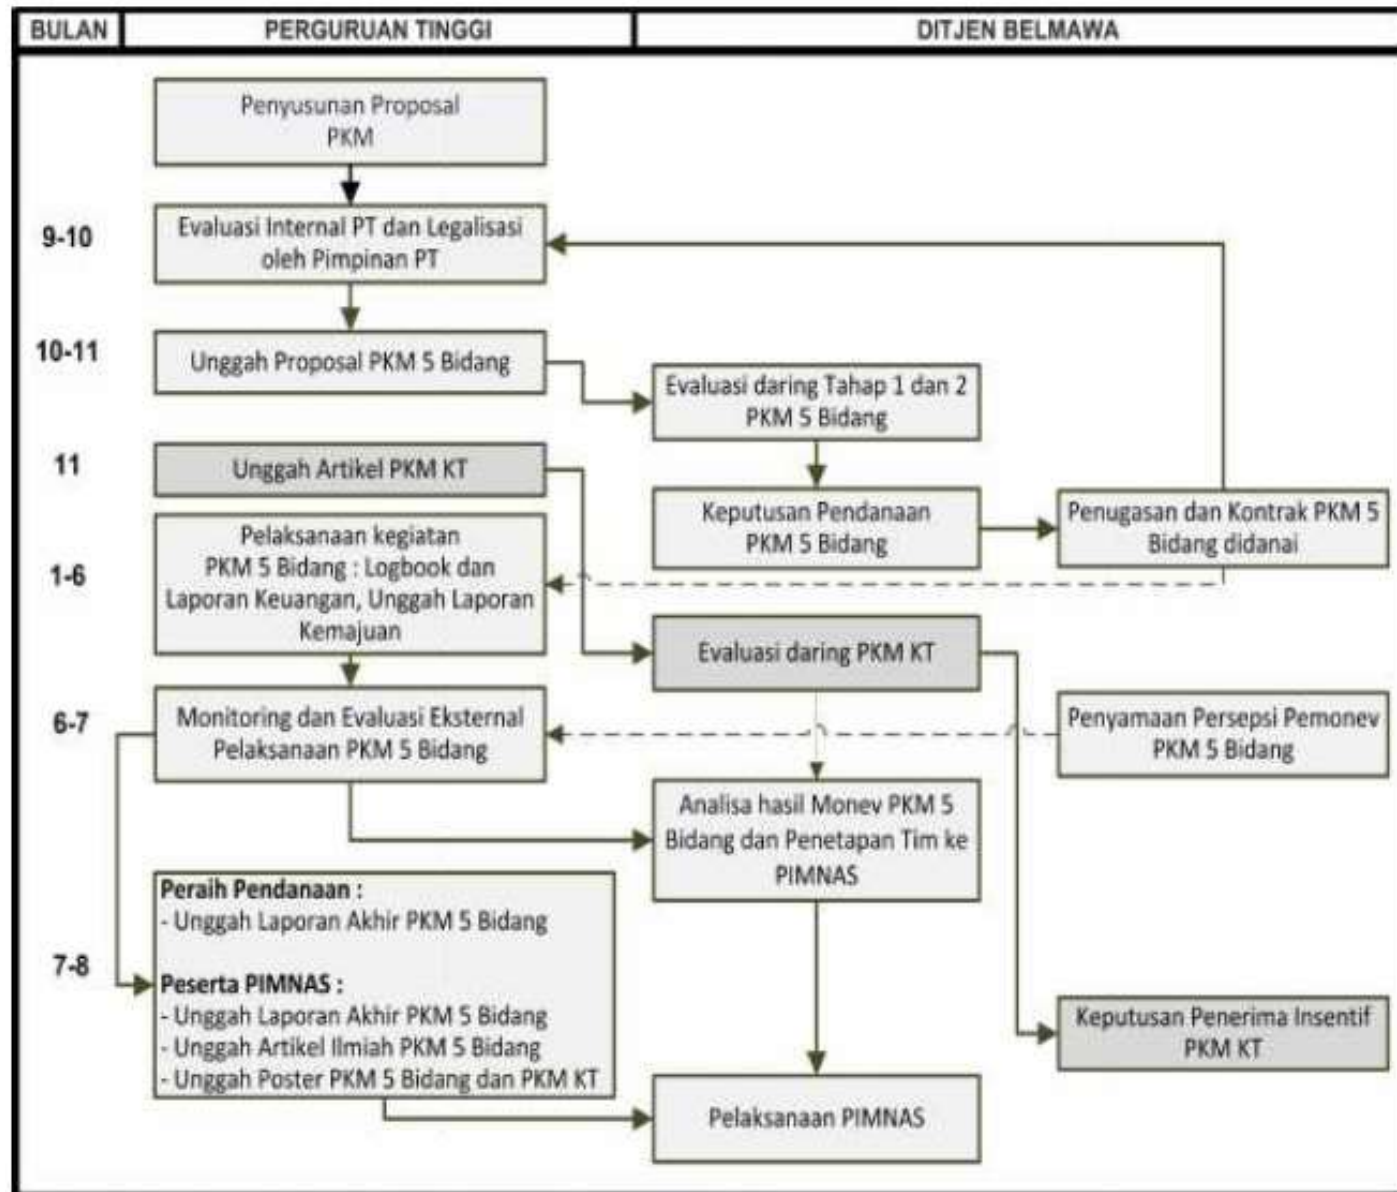 BULAN
PERGURUAN TINGGI
DITJEN BELMAWA
Penyusunan Proposal
PKM
9-10
Evaluasi Internal PT dan Legalisasi
oleh Pimpinan PT
10-11
Unggah Proposal PKM 5 Bidang
Evaluasi daring Tahap 1 dan 2
PKM 5 Bidang
11
Unggah Artikel PKM KT
Keputusan Pendanaan
PKM 5 Bidang
Penugasan dan Kontrak PKM 5
Bidang didanai
1-6
Pelaksanaan kegiatan
PKM 5 Bidang : Logbook dan
Laporan Keuangan, Unggah Laporan
Kemajuan
Evaluasi daring PKM KT
6-7
Monitoring dan Evaluasi Eksternal
Pelaksanaan PKM 5 Bidang
Penyamaan Persepsi Pemonev
PKM 5 Bidang
Analisa hasil Monev PKM 5
Bidang dan Penetapan Tim ke
PIMNAS
7-8
Peraih Pendanaan :
- Unggah Laporan Akhir PKM 5 Bidang
Peserta PIMNAS :
- Unggah Laporan Akhir PKM 5 Bidang
- Unggah Artikel Ilmiah PKM 5 Bidang
- Unggah Poster PKM 5 Bidang dan PKM KT
Keputusan Penerima Insentif
PKM KT
Pelaksanaan PIMNAS